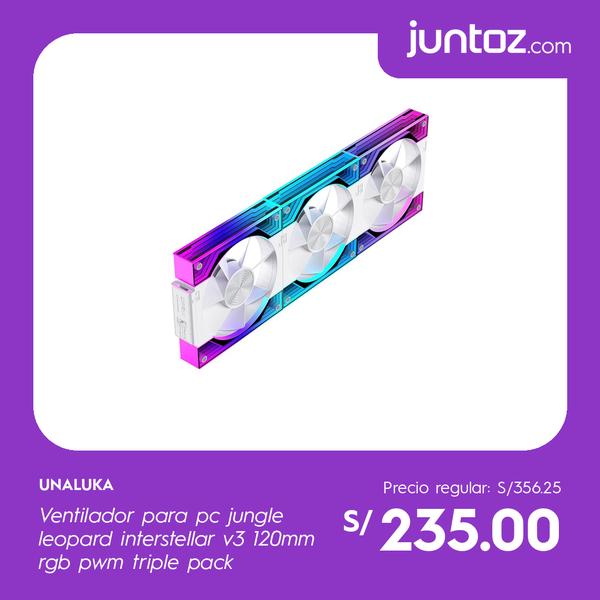 juntoz.com
UNALUKA
Ventilador para pc jungle
leopard interstellar v3 120mm
rgb pwm triple pack
Precio regular: S/356.25
S/ 235.00